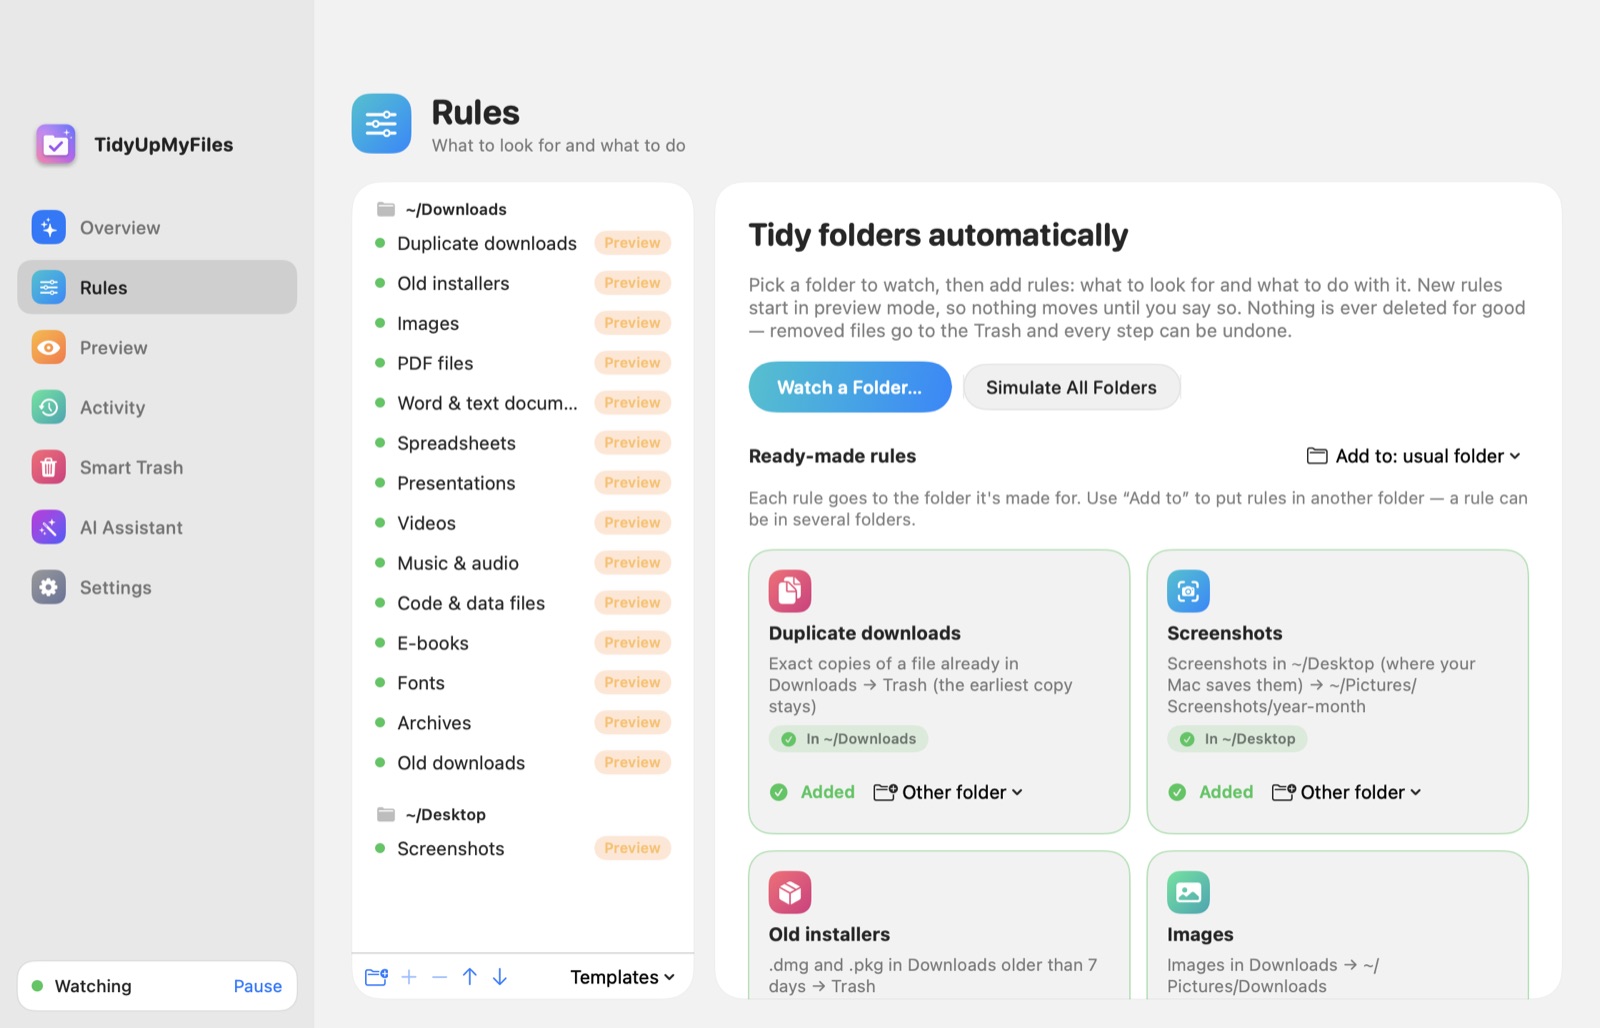 TidyUpMyFiles
Overview
Rules
Preview
Activity
Smart Trash
AI Assistant
Settings
Watching
Pause
Rules
What to look for and what to do
~/Downloads
Duplicate downloads Preview
Old installers Preview
Images Preview
PDF files Preview
Word & text docum... Preview
Spreadsheets Preview
Presentations Preview
Videos Preview
Music & audio Preview
Code & data files Preview
E-books Preview
Fonts Preview
Archives Preview
Old downloads Preview
~/Desktop
Screenshots Preview
Templates
Tidy folders automatically
Pick a folder to watch, then add rules: what to look for and what to do with it. New rules
start in preview mode, so nothing moves until you say so. Nothing is ever deleted for good
— removed files go to the Trash and every step can be undone.
Watch a Folder...
Simulate All Folders
Ready-made rules
Add to: usual folder
Each rule goes to the folder it's made for. Use “Add to” to put rules in another folder — a rule can
be in several folders.
Duplicate downloads
Exact copies of a file already in
Downloads → Trash (the earliest copy
stays)
In ~/Downloads
Added
Other folder
Screenshots
Screenshots in ~/Desktop (where your
Mac saves them) → ~/Pictures/
Screenshots/year-month
In ~/Desktop
Added
Other folder
Old installers
.dmg and .pkg in Downloads older than 7
days → Trash
Images
Images in Downloads → ~/
Pictures/Downloads